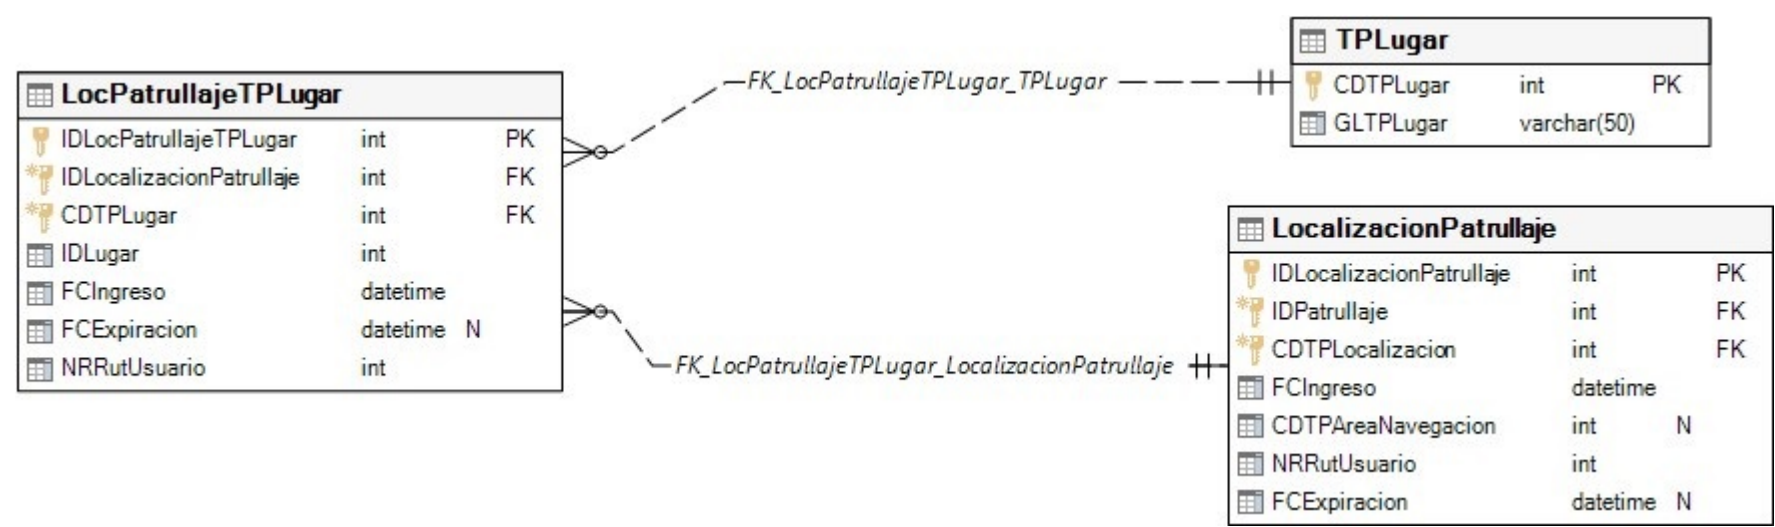 LocPatrullajeTPLugar
IDLocPatrullajeTPLugar int PK
IDLocalizacionPatrullaje int FK
CDTPLugar int FK
IDLugar int
FCIngreso datetime
FCExpiracion datetime N
NRRutUsuario int
FK_LocPatrullajeTPLugar_TPLugar
FK_LocPatrullajeTPLugar_LocalizacionPatrullaje
TPLugar
CDTPLugar int PK
GLTPLugar varchar(50)
LocalizacionPatrullaje
IDLocalizacionPatrullaje int PK
IDPatrullaje int FK
CDTPLocalizacion int FK
FCIngreso datetime
CDTPAreaNavegacion int N
NRRutUsuario int
FCExpiracion datetime N